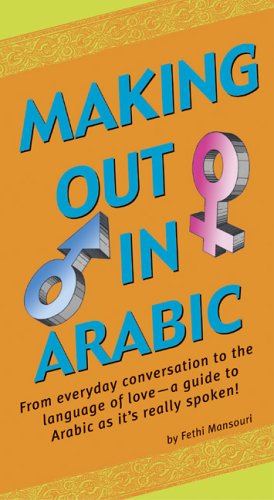 MAKING
OUT
IN
ARABIC
From everyday conversation to the
language of love—a guide to
Arabic as it's really spoken!
by Fethi Mansouri